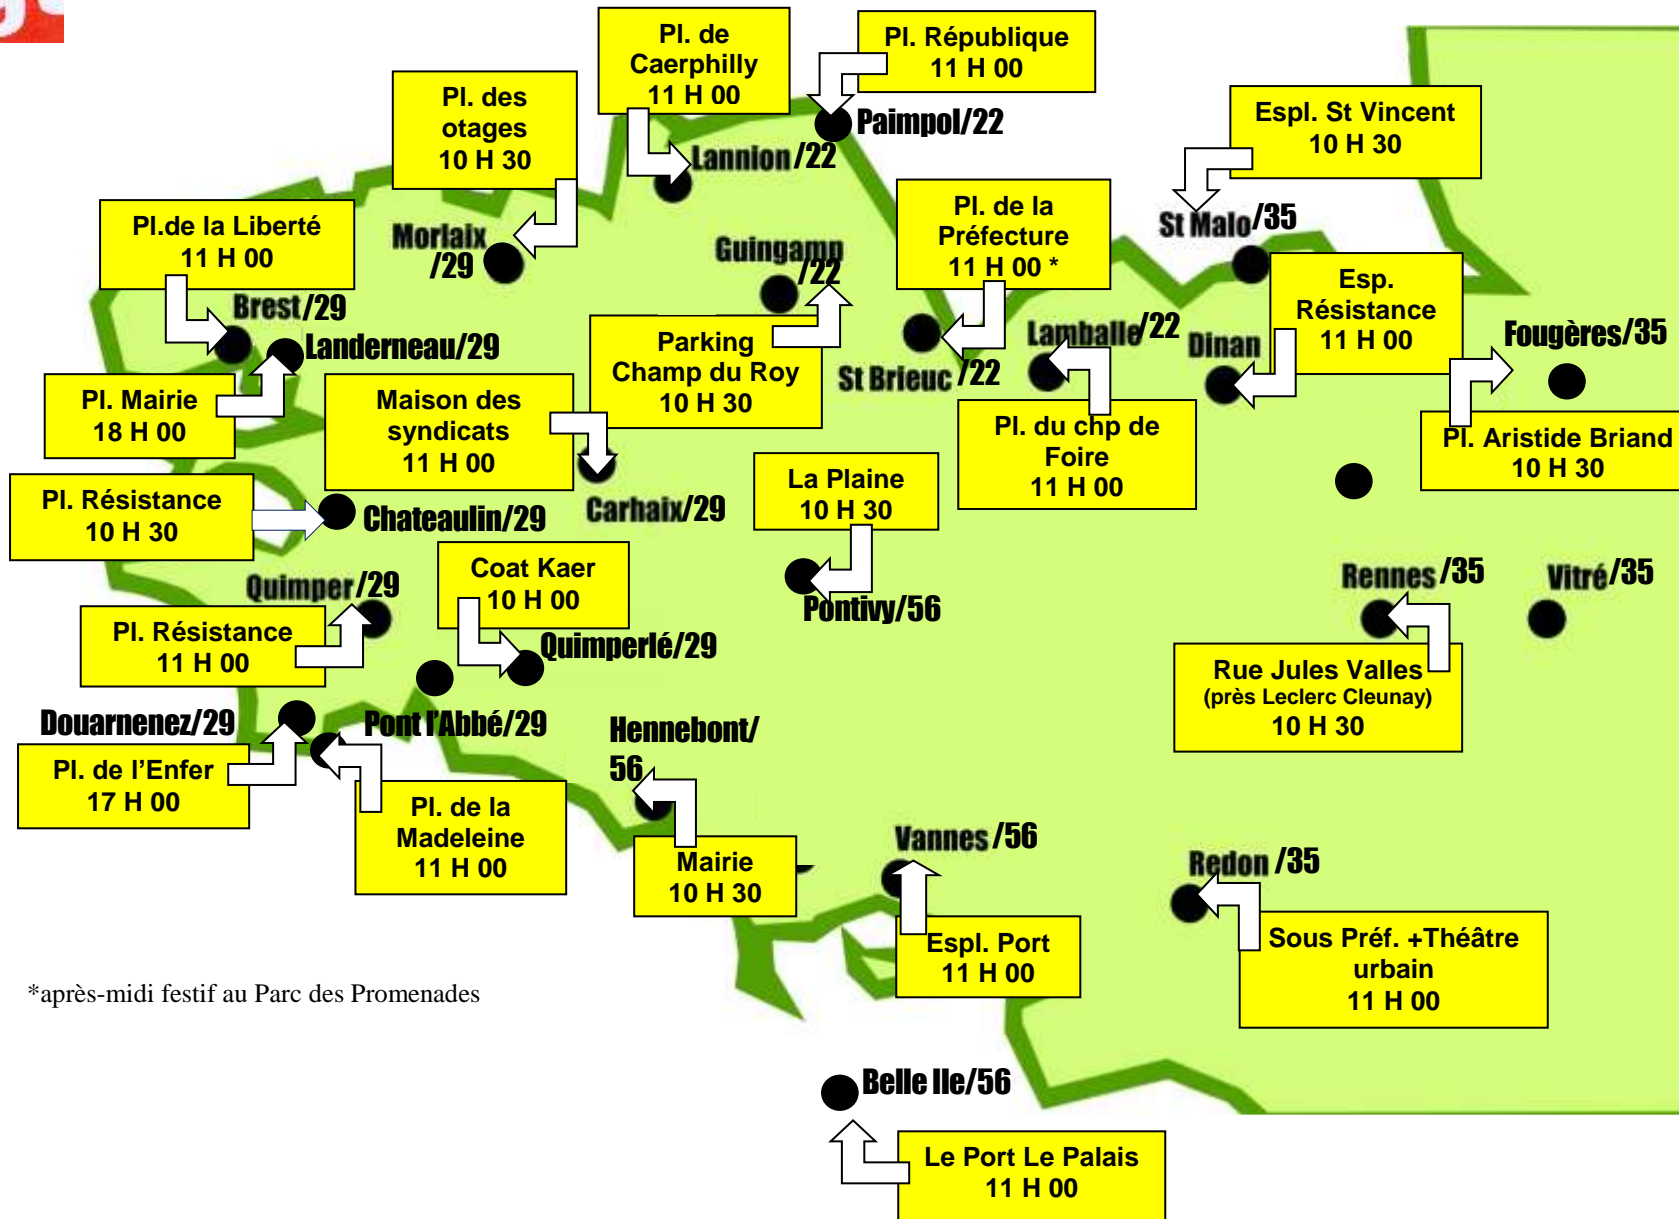 g
Pl. de
Caerphilly
11 H 00
Pl. République
11 H 00
Pl. des
otages
10 H 30
Paimpol/22
Lannion /22
Espl. St Vincent
10 H 30
Pl.de la Liberté
11 H 00
Morlaix
/29
Guingamp
/22
Pl. de la
Préfecture
11 H 00 *
St Malo/35
Esp.
Résistance
11 H 00
Brest/29
Landerneau/29
Parking
Champ du Roy
10 H 30
St Brieuc /22
Lamballe/22
Dinan
Fougères/35
Pl. Mairie
18 H 00
Maison des
syndicats
11 H 00
Pl. du chp de
Foire
11 H 00
Pl. Aristide Briand
10 H 30
Pl. Résistance
10 H 30
Chateaulin/29
Carhaix/29
La Plaine
10 H 30
Quimper/29
Coat Kaer
10 H 00
Pontivy/56
Rennes /35
Vitré/35
Pl. Résistance
11 H 00
Quimperlé/29
Rue Jules Valles
(près Leclerc Cleunay)
10 H 30
Douarnenez/29
Pont l'Abbé/29
Hennebont/
56
Pl. de l’Enfer
17 H 00
Pl. de la
Madeleine
11 H 00
Mairie
10 H 30
Vannes /56
Redon /35
Espl. Port
11 H 00
Sous Préf. +Théâtre
urbain
11 H 00
*après-midi festif au Parc des Promenades
Belle Ile/56
Le Port Le Palais
11 H 00